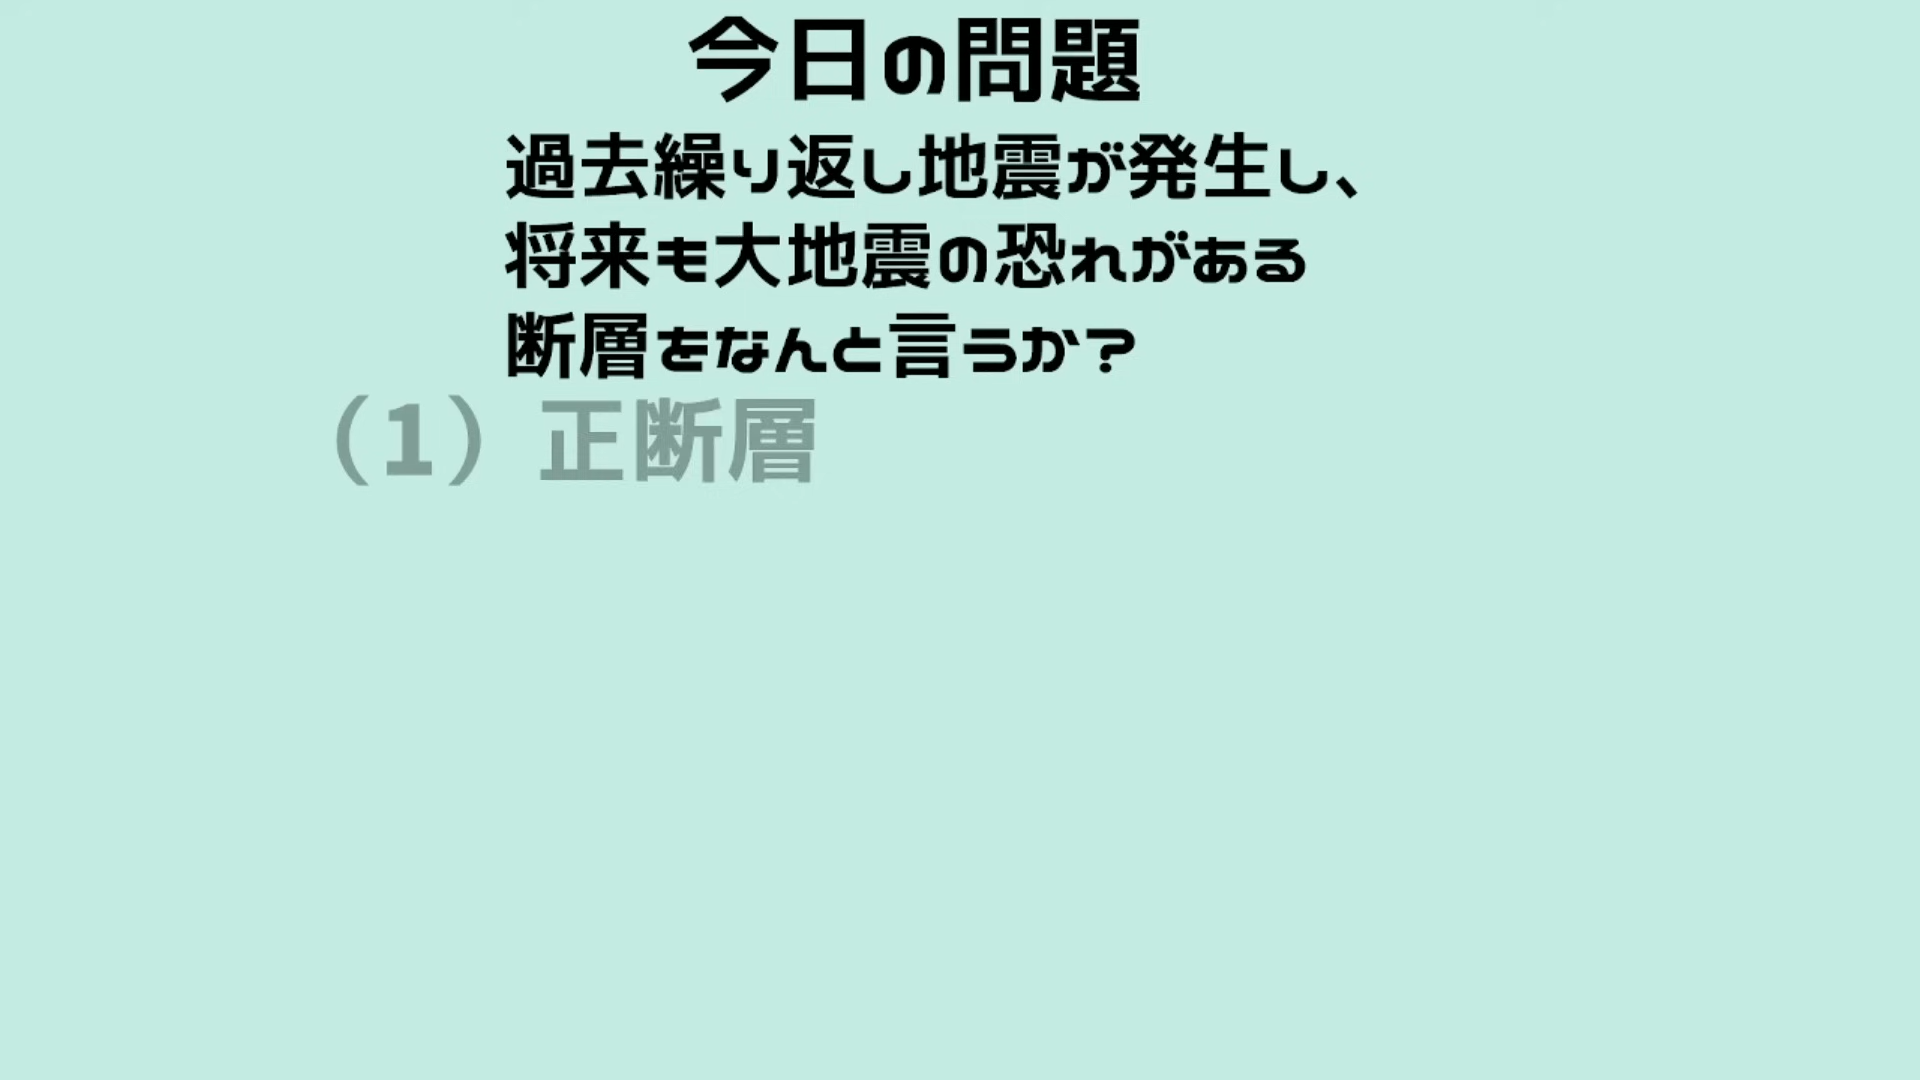 今日の問題
過去繰り返し地震が発生し、
将来も大地震の恐れがある
断層をなんと言うか？
（1）正断層